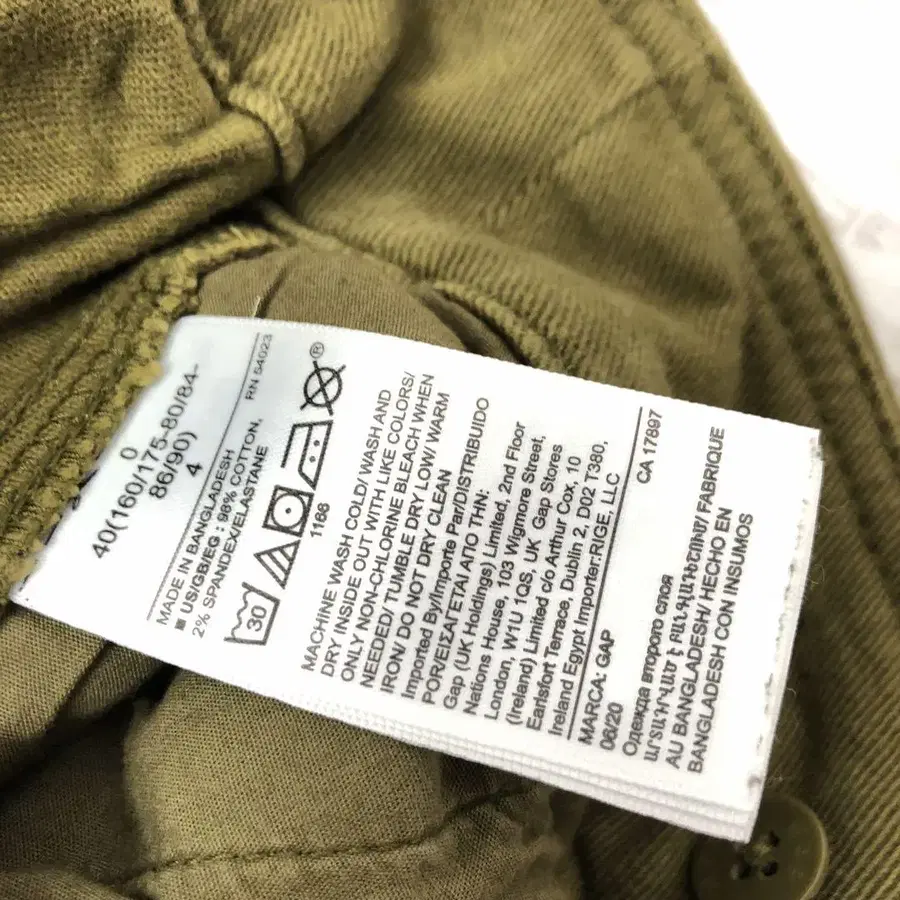 0
40(160/175-80/84-
86/90)
4
MADE IN BANGLADESH
■ US/GB/EG : 98% COTTON,
2% SPANDEX/ELASTANE
RN 54023
30
®
1166
MACHINE WASH COLD/ WASH AND
DRY INSIDE OUT WITH LIKE COLORS/
ONLY NON-CHLORINE BLEACH WHEN
NEEDED/ TUMBLE DRY LOW/ WARM
IRON/ DO NOT DRY CLEAN
Imported By/Importe Par/DISTRIBUIDO
POR/ΕΙΣΑΓΕΤΑΙ ΑΠΟ ΤΗΝ:
Gap (UK Holdings) Limited, 2nd Floor
Nations House, 103 Wigmore Street,
London, W1U 1QS, UK Gap Stores
(Ireland) Limited c/o Arthur Cox, 10
Earlsfort Terrace, Dublin 2, D02 T380,
Ireland Egypt Importer:RIGE, LLC
MARCA: GAP
06/20
CA 17897
Одежда второго слоя
ԱՐՏԱԴՐՎԱԾ Է ԲԱՆԳԼԱԴԵՇՈՒՄ/ FABRIQUE
AU BANGLADESH/ HECHO EN
BANGLADESH CON INSUMOS